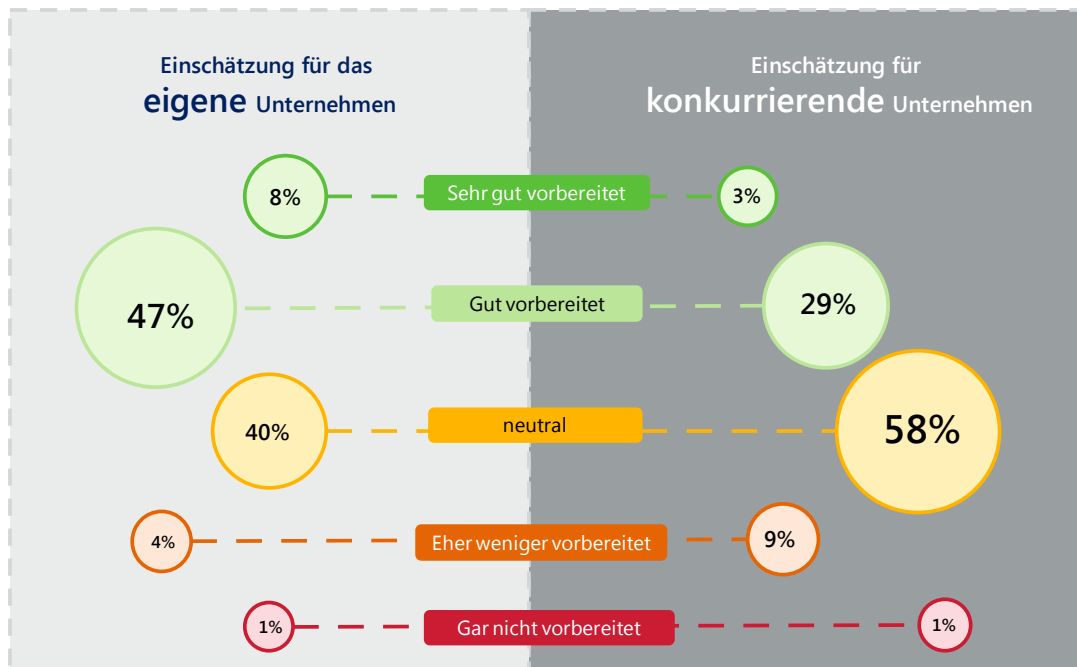 Einschätzung für das
eigene Unternehmen
Einschätzung für
konkurrierende Unternehmen
8%
Sehr gut vorbereitet
3%
47%
Gut vorbereitet
29%
40%
neutral
58%
4%
Eher weniger vorbereitet
9%
1%
Gar nicht vorbereitet
1%